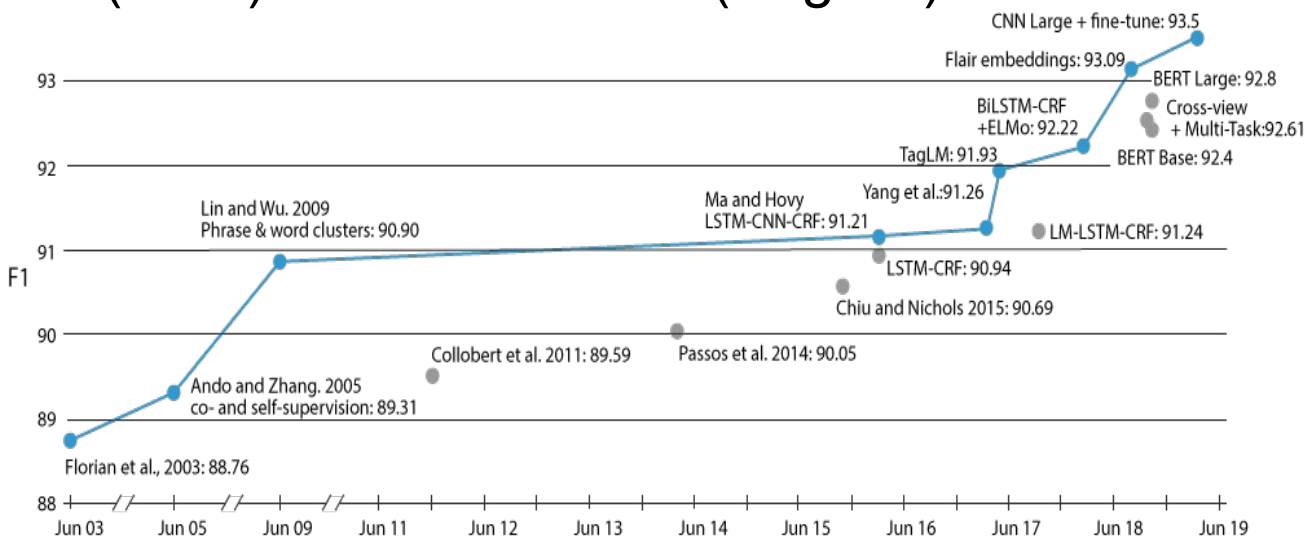 CNN Large + fine-tune: 93.5
Flair embeddings: 93.09
93
BERT Large: 92.8
BiLSTM-CRF
+ELMo: 92.22
Cross-view
+ Multi-Task:92.61
TagLM: 91.93
BERT Base: 92.4
92
Yang et al.:91.26
Ma and Hovy
LSTM-CNN-CRF: 91.21
Lin and Wu. 2009
Phrase & word clusters: 90.90
LM-LSTM-CRF: 91.24
91
F1
LSTM-CRF: 90.94
Chiu and Nichols 2015: 90.69
90
Collobert et al. 2011: 89.59
Passos et al. 2014: 90.05
Ando and Zhang. 2005
co- and self-supervision: 89.31
89
Florian et al., 2003: 88.76
88
Jun 03 Jun 05 Jun 09 Jun 11 Jun 12 Jun 13 Jun 14 Jun 15 Jun 16 Jun 17 Jun 18 Jun 19